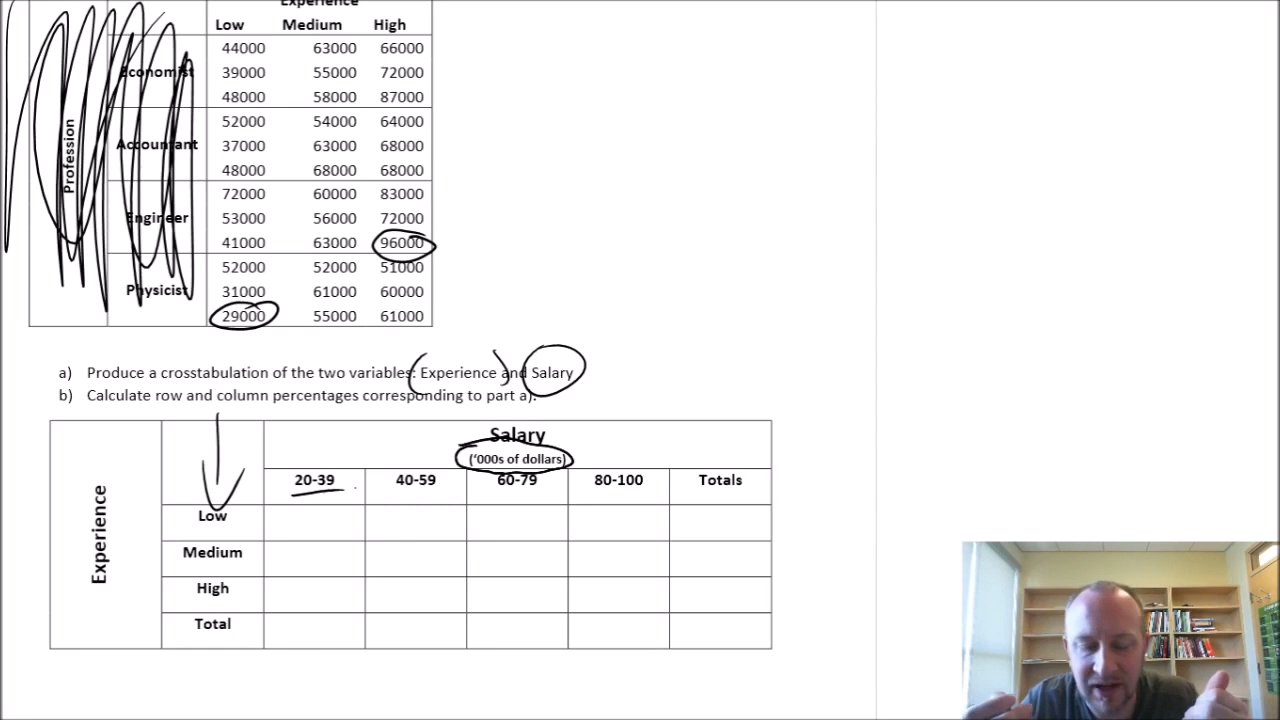 Experience
Low Medium High
44000 63000 66000
Economist 39000 55000 72000
48000 58000 87000
52000 54000 64000
Profession Accountant 37000 63000 68000
48000 68000 68000
72000 60000 83000
Engineer 53000 56000 72000
41000 63000 96000
52000 52000 51000
Physicist 31000 61000 60000
29000 55000 61000
a) Produce a crosstabulation of the two variables: Experience and Salary
b) Calculate row and column percentages corresponding to part a).
Salary
('000s of dollars)
20-39 40-59 60-79 80-100 Totals
Experience
Low
Medium
High
Total